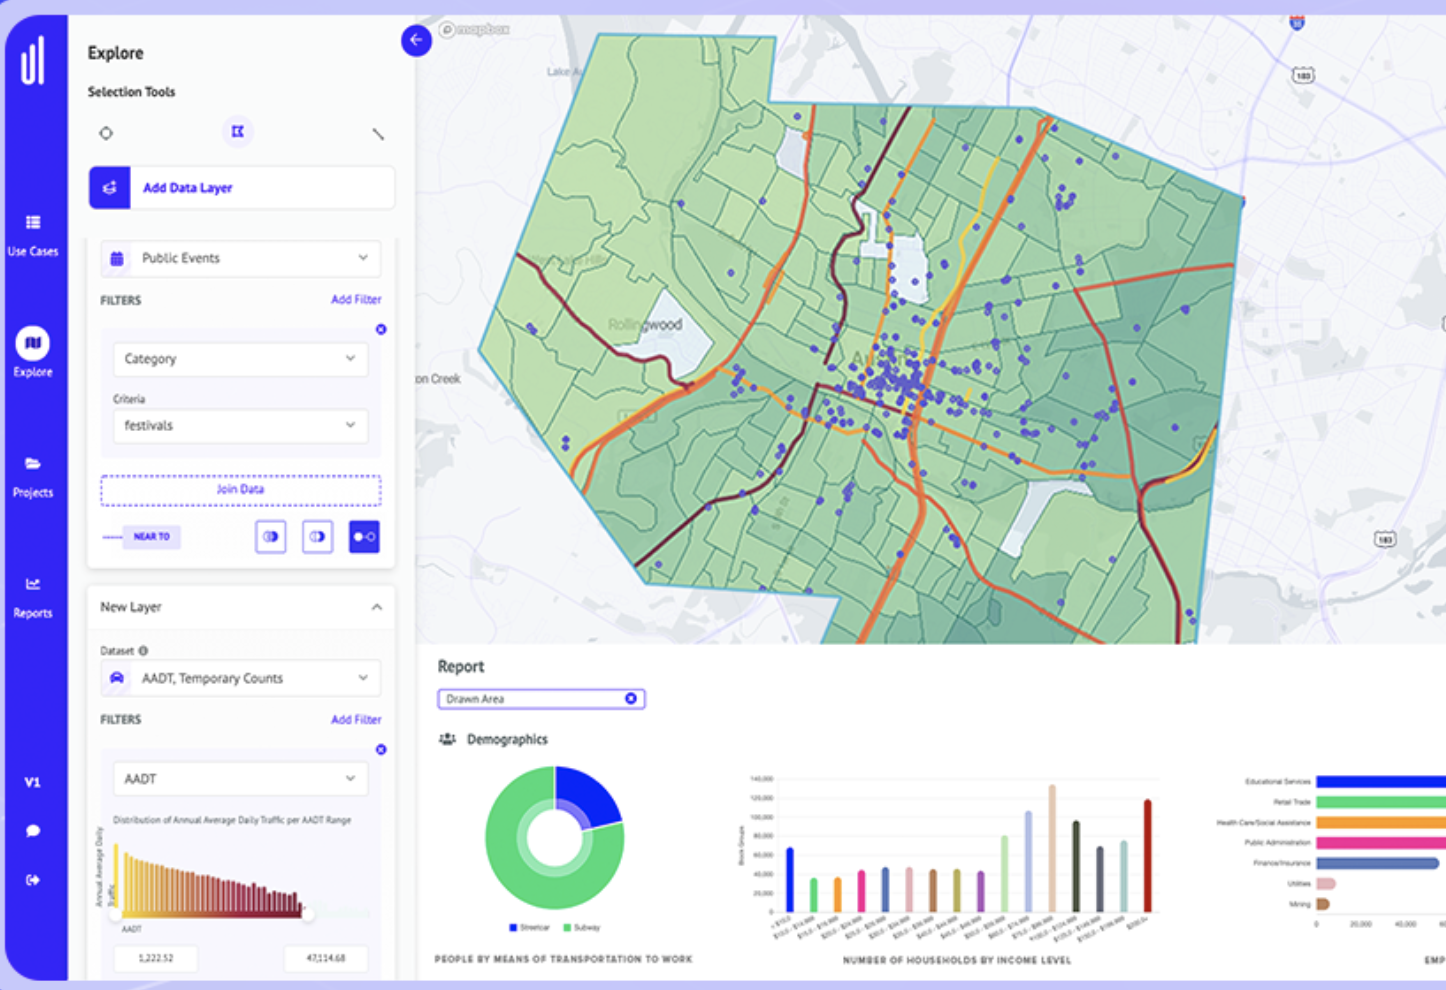 Explore
Selection Tools
Add Data Layer
Use Cases
Public Events
FILTERS
Add Filter
Explore
Category
Criteria
festivals
Projects
Join Data
NEAR TO
Reports
New Layer
Dataset
AADT, Temporary Counts
FILTERS
Add Filter
V1
AADT
Distribution of Annual Average Daily Traffic per AADT Range
Annual Average Daily
Traffic
AADT
1,222.52
47,114.68
mapbox
Lake
183
Rollingwood
on Creek
183
Report
Drawn Area
Demographics
Streetcar
Subway
PEOPLE BY MEANS OF TRANSPORTATION TO WORK
140,000
120,000
100,000
80,000
60,000
40,000
20,000
0
Block Groups
NUMBER OF HOUSEHOLDS BY INCOME LEVEL
Educational Services
Retail Trade
Health Care/Social Assistance
Public Administration
Finance/Insurance
Utilities
Mining
0
20,000
40,000
EMP